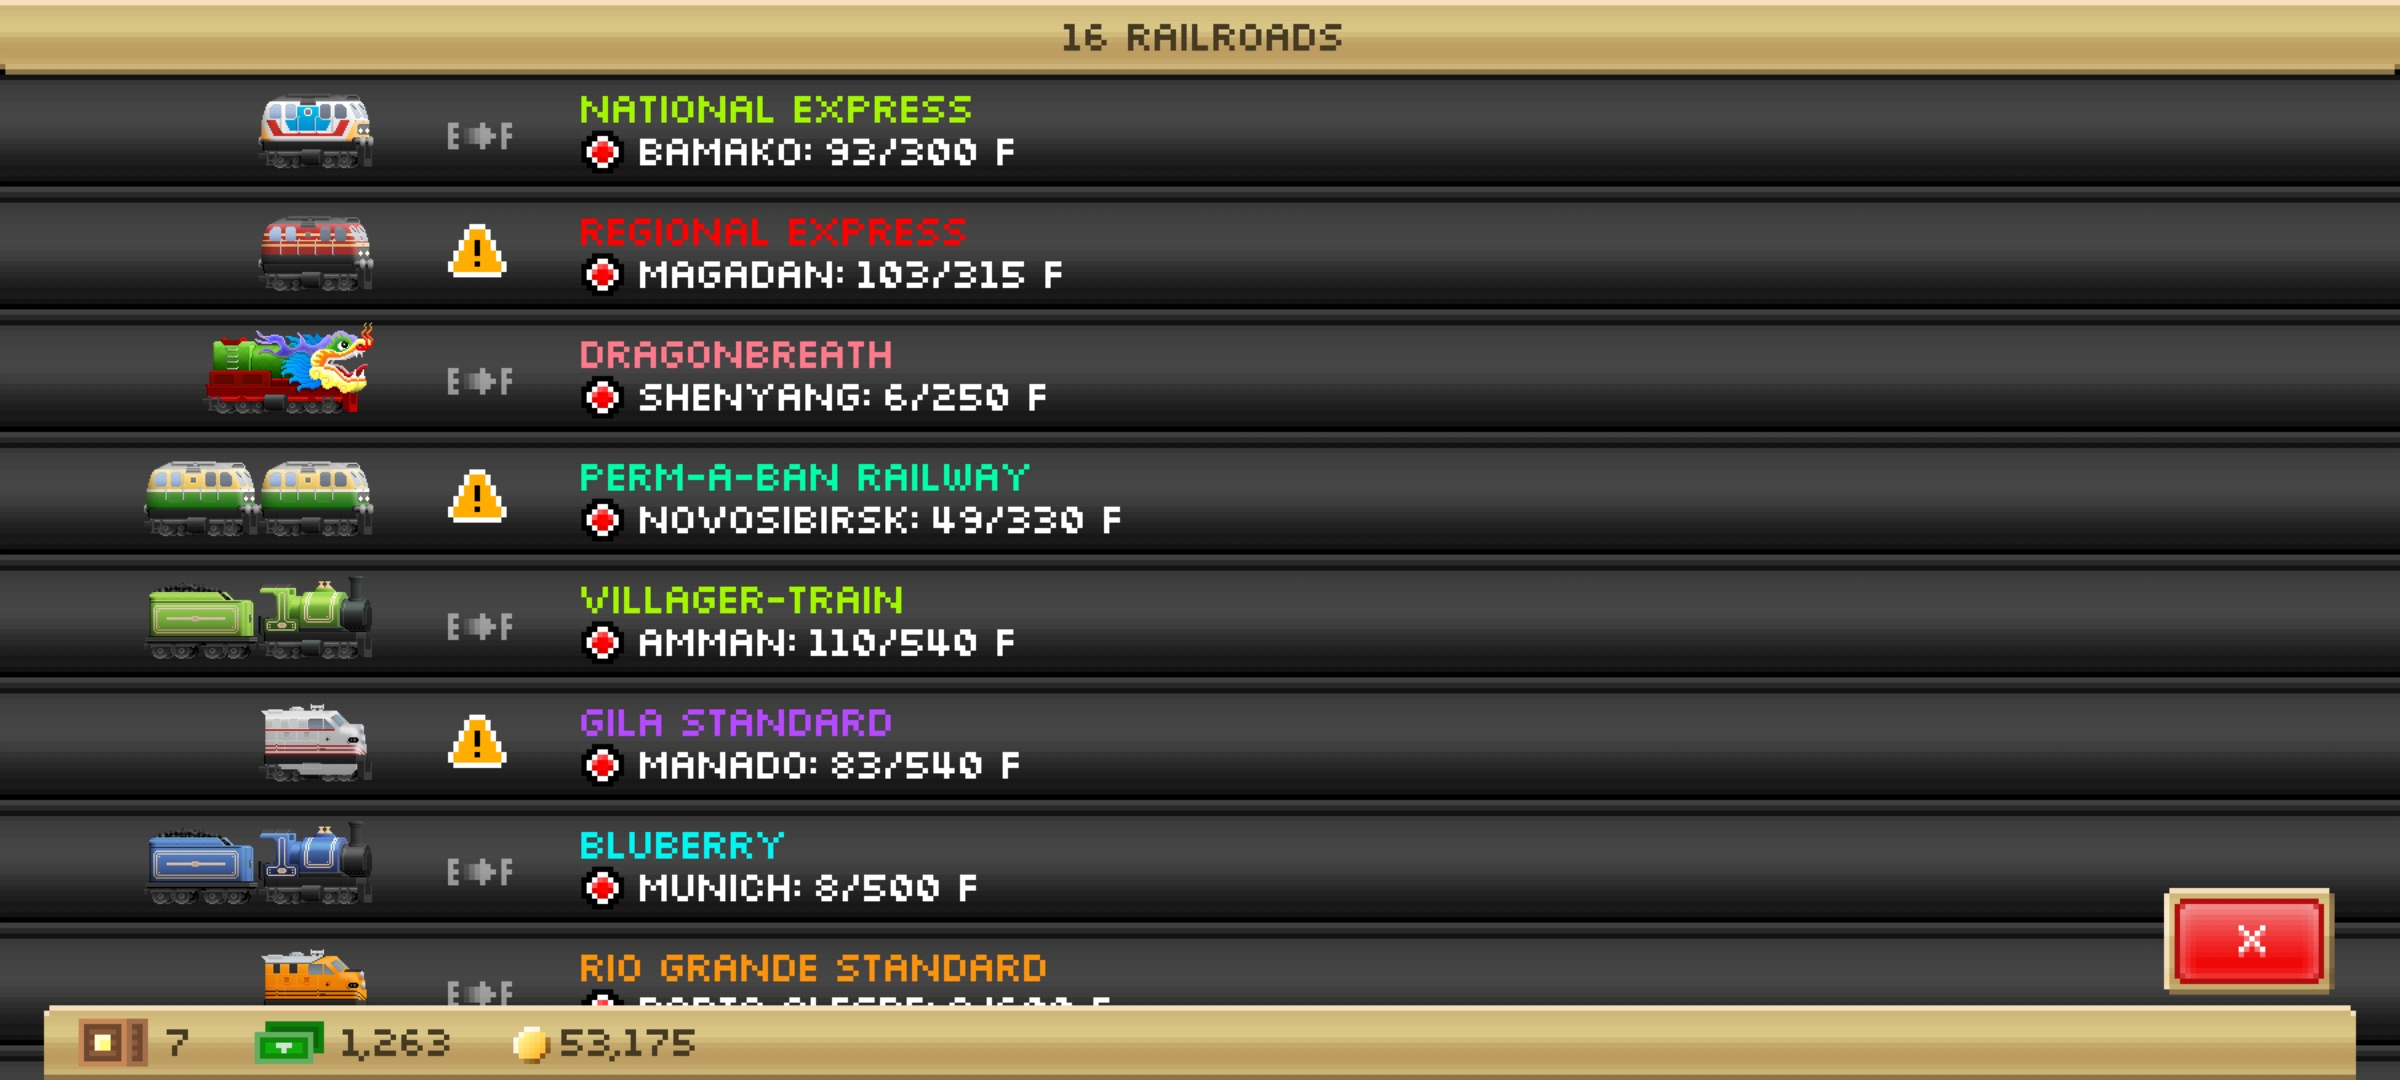 16 RAILROADS
NATIONAL EXPRESS
E F
BAMAKO: 93/300 F
REGIONAL EXPRESS
!
MAGADAN: 103/315 F
DRAGONBREATH
E F
SHENYANG: 6/250 F
PERM-A-BAN RAILWAY
!
NOVOSIBIRSK: 49/330 F
VILLAGER-TRAIN
E F
AMMAN: 110/540 F
GILA STANDARD
!
MANADO: 83/540 F
BLUBERRY
E F
MUNICH: 8/500 F
RIO GRANDE STANDARD
E F
7 1,263 53,175
X